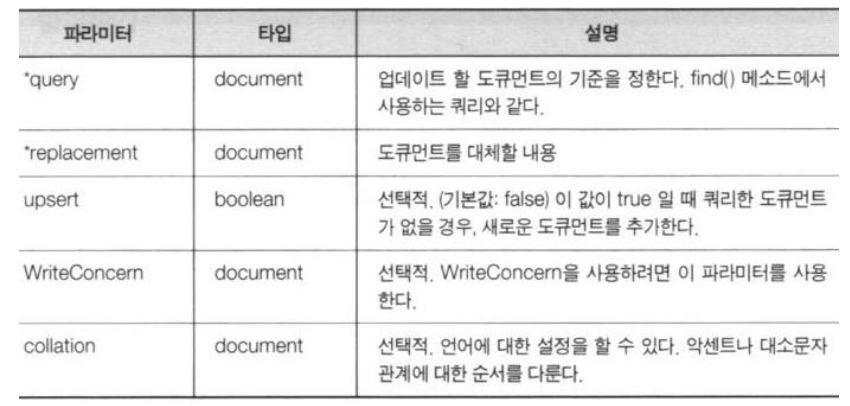 파라미터 타입 설명
*query document 업데이트 할 도큐먼트의 기준을 정한다. find() 메소드에서
사용하는 쿼리와 같다.
*replacement document 도큐먼트를 대체할 내용
upsert boolean 선택적. (기본값: false) 이 값이 true 일 때 쿼리한 도큐먼트
가 없을 경우, 새로운 도큐먼트를 추가한다.
WriteConcern document 선택적. WriteConcern을 사용하려면 이 파라미터를 사용
한다.
collation document 선택적. 언어에 대한 설정을 할 수 있다. 악센트나 대소문자
관계에 대한 순서를 다룬다.